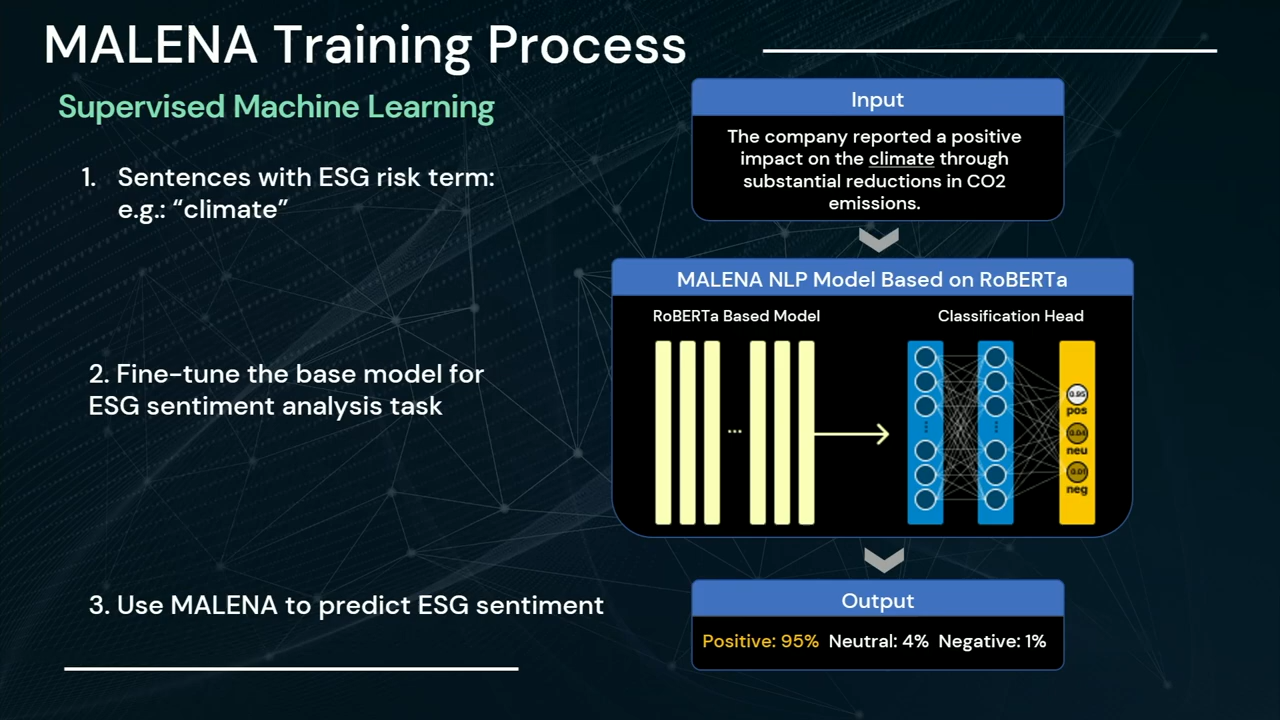 MALENA Training Process
Supervised Machine Learning
1. Sentences with ESG risk term:
e.g.: “climate”
2. Fine-tune the base model for
ESG sentiment analysis task
3. Use MALENA to predict ESG sentiment
Input
The company reported a positive
impact on the climate through
substantial reductions in CO2
emissions.
MALENA NLP Model Based on RoBERTa
RoBERTa Based Model
Classification Head
...
0.95
pos
0.04
neu
0.01
neg
Output
Positive: 95% Neutral: 4% Negative: 1%